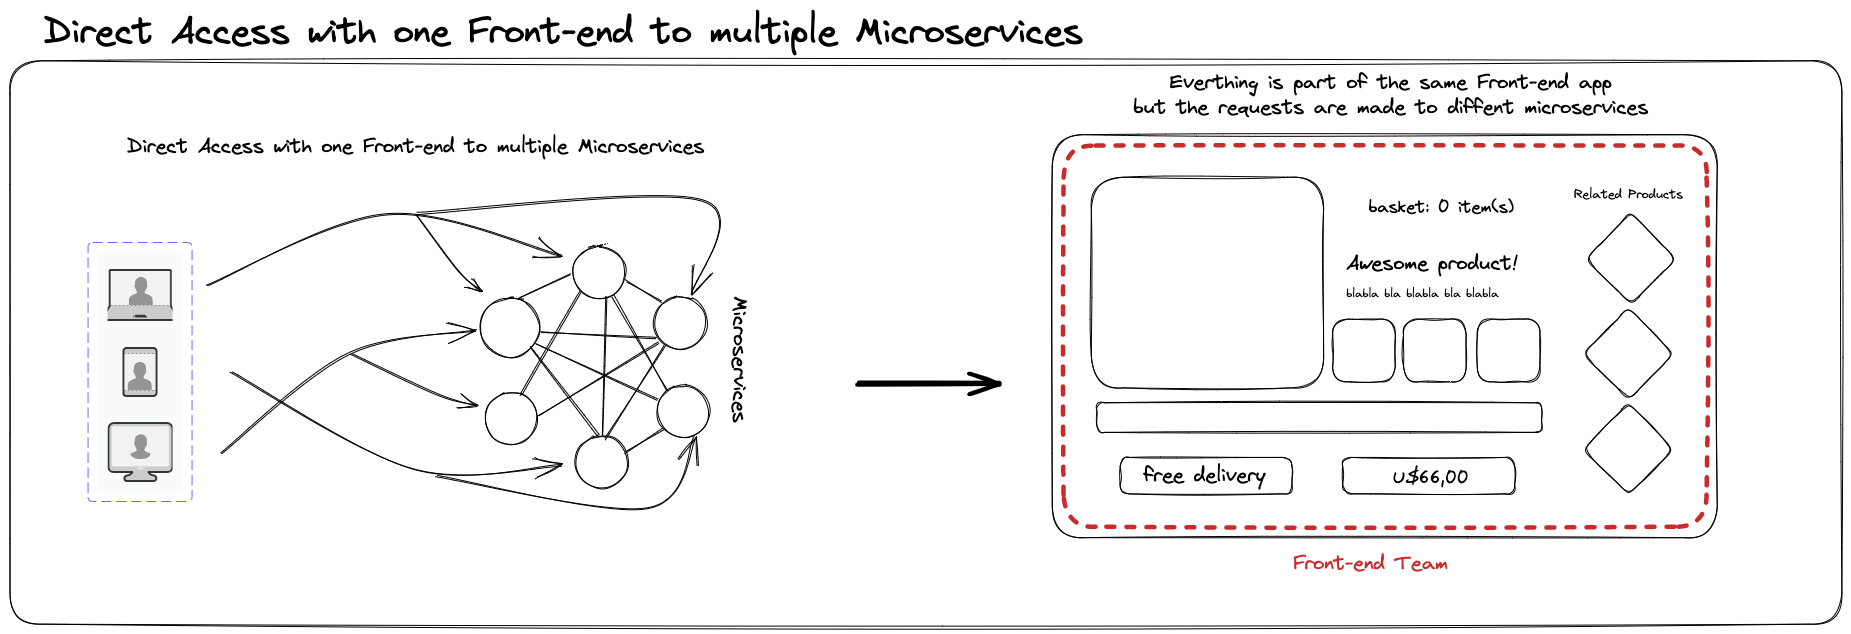 Direct Access with one Front-end to multiple Microservices
Everthing is part of the same Front-end app
but the requests are made to diffent microservices
Direct Access with one Front-end to multiple Microservices
Microservices
basket: 0 item(s)
Related Products
Awesome product!
blabla bla blabla bla blabla
free delivery
U$66,00
Front-end Team